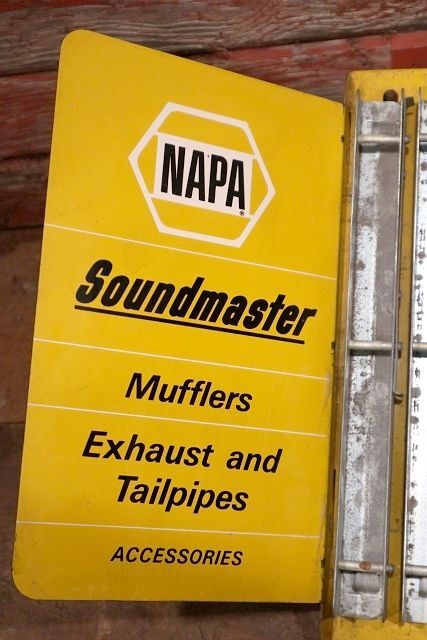 NAPA®
Soundmaster
Mufflers
Exhaust and
Tailpipes
ACCESSORIES